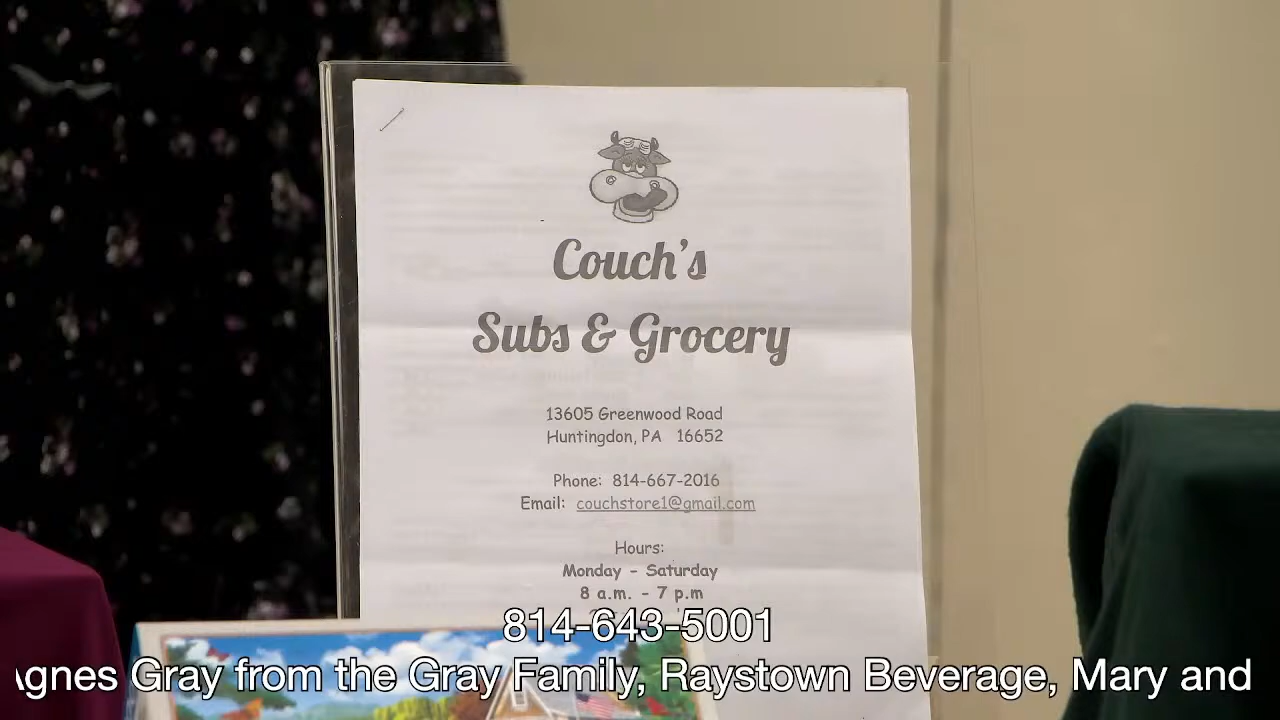 Couch's
Subs & Grocery
13605 Greenwood Road
Huntingdon, PA 16652
Phone: 814-667-2016
Email: couchstore1@gmail.com
Hours:
Monday - Saturday
8 a.m. - 7 p.m
814-643-5001
Gray from the Gray Family, Raystown Beverage, Mary and